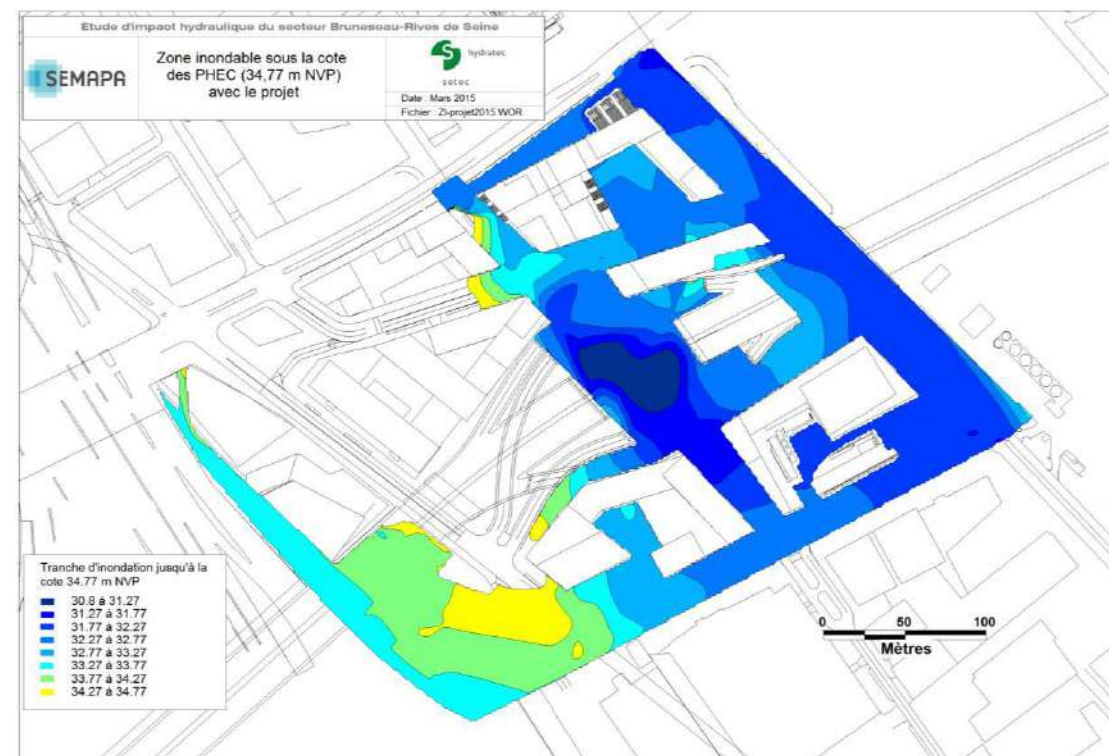 Etude d'impact hydraulique du secteur Bruneseau-Rives de Seine
SEMAPA
Zone inondable sous la cote
des PHEC (34,77 m NVP)
avec le projet
hydratec
setec
Date : Mars 2015
Fichier : ZI-projet2015.WOR
Tranche d'inondation jusqu'à la
cote 34.77 m NVP
30.8 à 31.27
31.27 à 31.77
31.77 à 32.27
32.27 à 32.77
32.77 à 33.27
33.27 à 33.77
33.77 à 34.27
34.27 à 34.77
0 50 100
Mètres